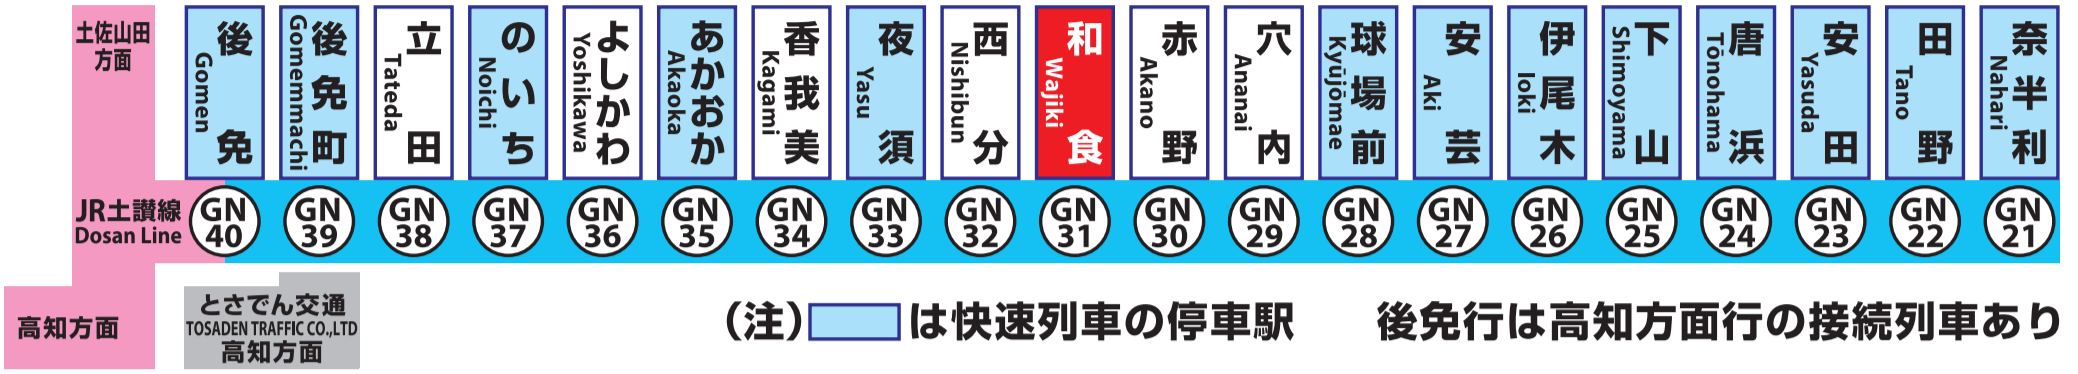 土佐山田
方面
後免
Gomen
後免町
Gomemmachi
立田
Tateda
のいち
Noichi
よしかわ
Yoshikawa
あかおか
Akaoka
香我美
Kagami
夜須
Yasu
西分
Nishibun
和食
Wajiki
赤野
Akano
穴内
Ananai
球場前
Kyūjōmae
安芸
Aki
伊尾木
Ioki
下山
Shimoyama
唐浜
Tōnohama
安田
Yasuda
田野
Tano
奈半利
Nahari
JR土讃線
Dosan Line
GN
40
GN
39
GN
38
GN
37
GN
36
GN
35
GN
34
GN
33
GN
32
GN
31
GN
30
GN
29
GN
28
GN
27
GN
26
GN
25
GN
24
GN
23
GN
22
GN
21
高知方面
とさでん交通
TOSADEN TRAFFIC CO.,LTD
高知方面
(注) は快速列車の停車駅 後免行は高知方面行の接続列車あり